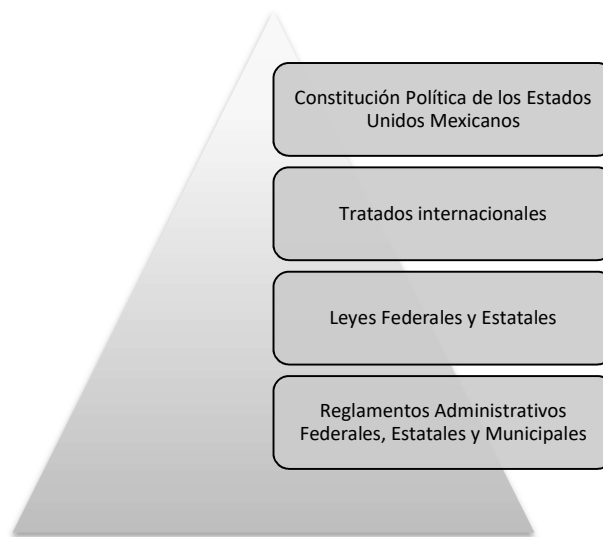 Constitución Política de los Estados
Unidos Mexicanos
Tratados internacionales
Leyes Federales y Estatales
Reglamentos Administrativos
Federales, Estatales y Municipales